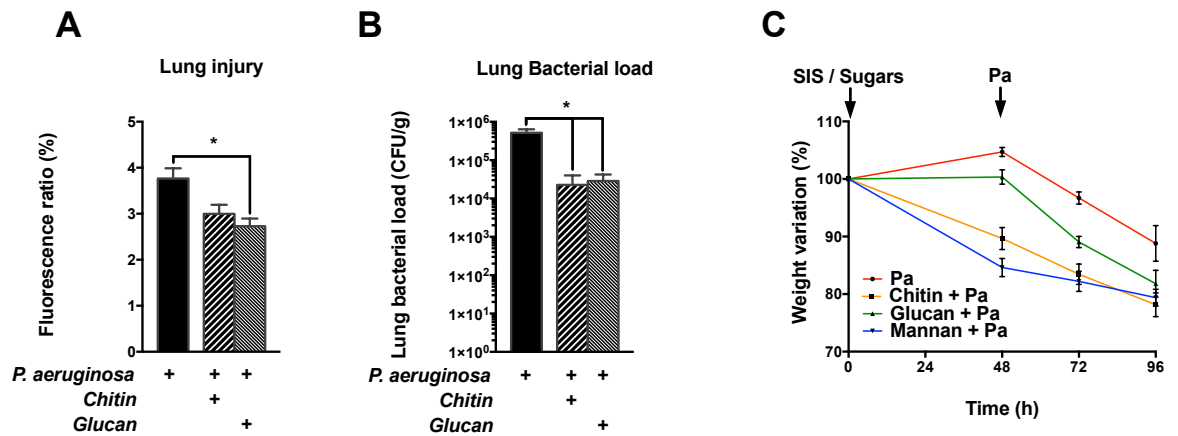 A
Lung injury
Fluorescence ratio (%)
5
4
3
2
1
0
*
P. aeruginosa + + +
Chitin +
Glucan +
B
Lung Bacterial load
Lung bacterial load (CFU/g)
1×10⁶
1×10⁵
1×10⁴
1×10³
1×10²
1×10¹
1×10⁰
*
P. aeruginosa + + +
Chitin +
Glucan +
C
SIS / Sugars Pa
Weight variation (%)
110
100
90
80
70
Pa
Chitin + Pa
Glucan + Pa
Mannan + Pa
0 24 48 72 96
Time (h)